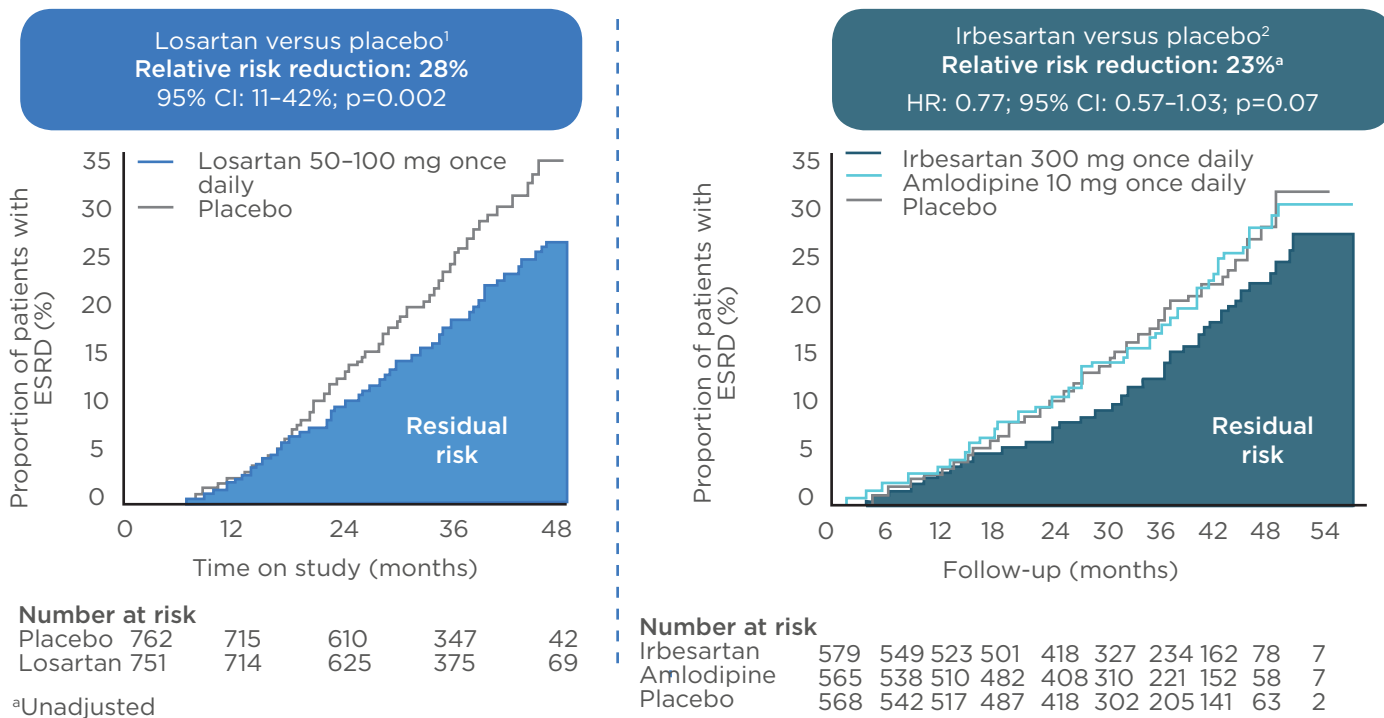 Losartan versus placebo¹
Relative risk reduction: 28%
95% CI: 11–42%; p=0.002
Proportion of patients with
ESRD (%)
35
30
25
20
15
10
5
0
Losartan 50–100 mg once
daily
Placebo
Residual
risk
0 12 24 36 48
Time on study (months)
Number at risk
Placebo 762 715 610 347 42
Losartan 751 714 625 375 69
ᵃUnadjusted
Irbesartan versus placebo²
Relative risk reduction: 23%ᵃ
HR: 0.77; 95% CI: 0.57–1.03; p=0.07
Proportion of patients with
ESRD (%)
35
30
25
20
15
10
5
0
Irbesartan 300 mg once daily
Amlodipine 10 mg once daily
Placebo
Residual
risk
0 6 12 18 24 30 36 42 48 54
Follow-up (months)
Number at risk
Irbesartan 579 549 523 501 418 327 234 162 78 7
Amlodipine 565 538 510 482 408 310 221 152 58 7
Placebo 568 542 517 487 418 302 205 141 63 2